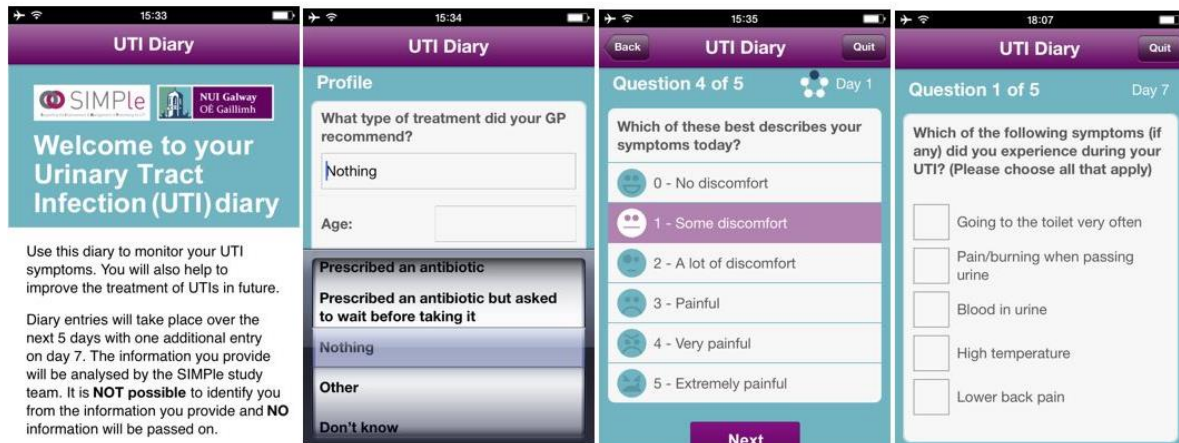 15:33
UTI Diary
SIMPle
NUI Galway
OÉ Gaillimh
Welcome to your
Urinary Tract
Infection (UTI) diary
Use this diary to monitor your UTI
symptoms. You will also help to
improve the treatment of UTIs in future.
Diary entries will take place over the
next 5 days with one additional entry
on day 7. The information you provide
will be analysed by the SIMPle study
team. It is NOT possible to identify you
from the information you provide and NO
information will be passed on.
15:34
UTI Diary
Profile
What type of treatment did your GP
recommend?
Nothing
Age:
Prescribed an antibiotic
Prescribed an antibiotic but asked
to wait before taking it
Nothing
Other
Don't know
15:35
Back
UTI Diary
Quit
Question 4 of 5
Day 1
Which of these best describes your
symptoms today?
0 - No discomfort
1 - Some discomfort
2 - A lot of discomfort
3 - Painful
4 - Very painful
5 - Extremely painful
Next
18:07
UTI Diary
Quit
Question 1 of 5
Day 7
Which of the following symptoms (if
any) did you experience during your
UTI? (Please choose all that apply)
Going to the toilet very often
Pain/burning when passing
urine
Blood in urine
High temperature
Lower back pain